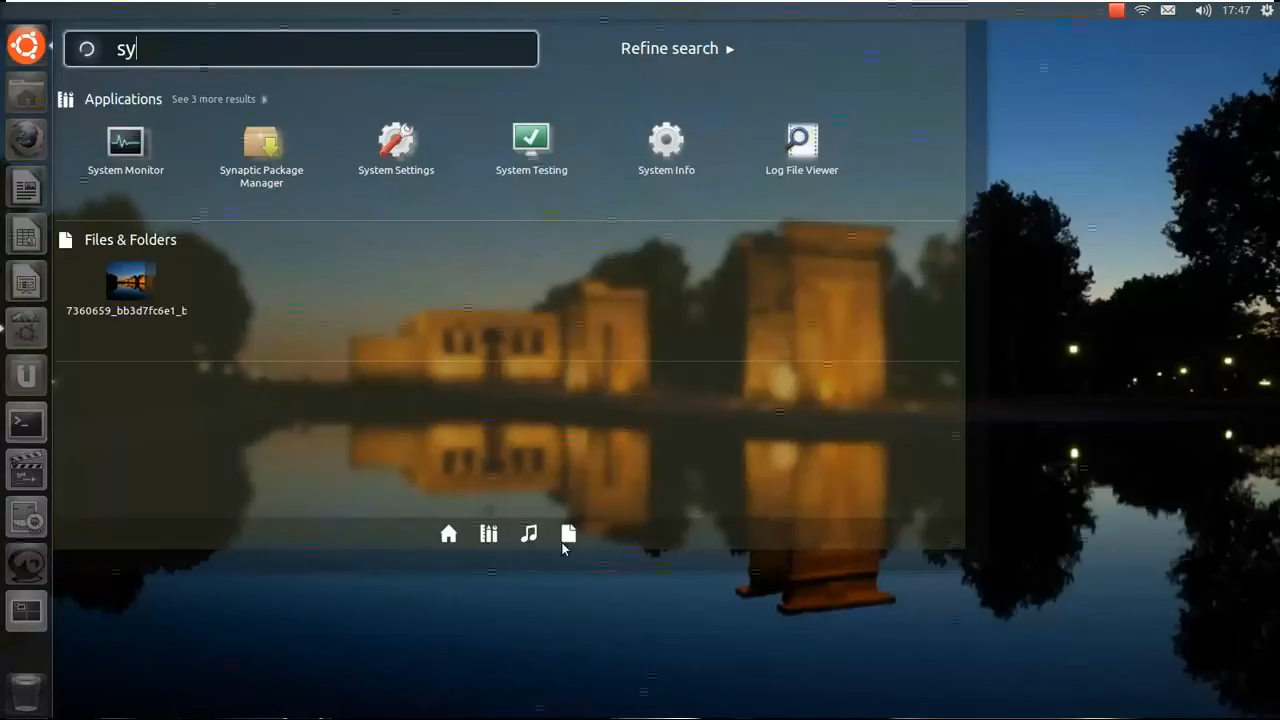 17:47
sy
Refine search ▸
Applications See 3 more results
System Monitor
Synaptic Package
Manager
System Settings
System Testing
System Info
Log File Viewer
Files & Folders
7360659_bb3d7fc6e1_b